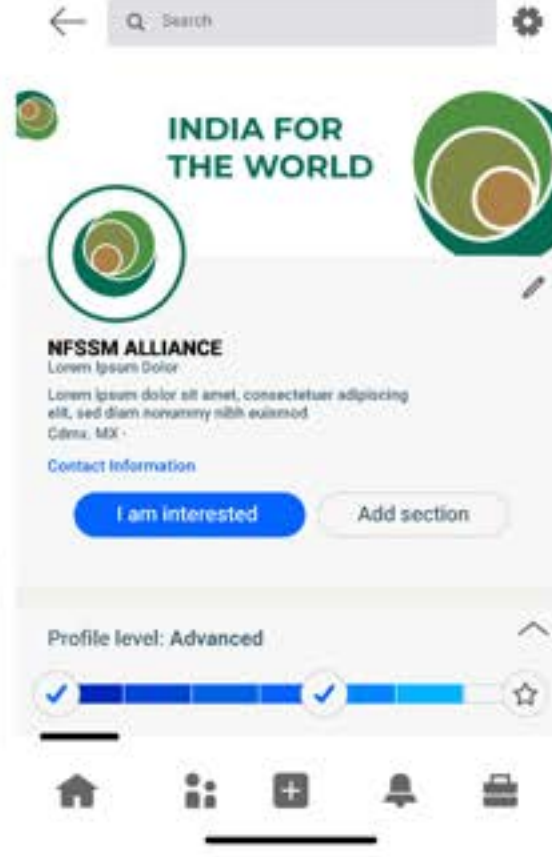 Search
INDIA FOR
THE WORLD
NFSSM ALLIANCE
Lorem Ipsum Dolor
Lorem ipsum dolor sit amet, consectetuer adipiscing
elit, sed diam nonummy nibh euismod
Cdmx, MX -
Contact Information
I am interested
Add section
Profile level: Advanced